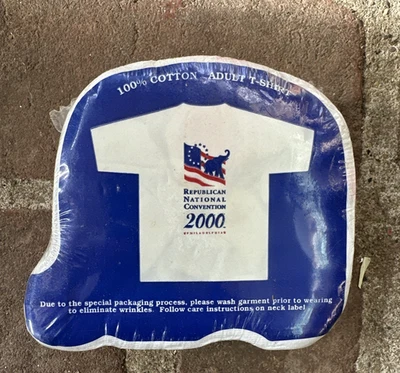 100% COTTON ADULT T-SHIRT
REPUBLICAN
NATIONAL
CONVENTION
2000
PHILADELPHIA
Due to the special packaging process, please wash garment prior to wearing
to eliminate wrinkles. Follow care instructions on neck label